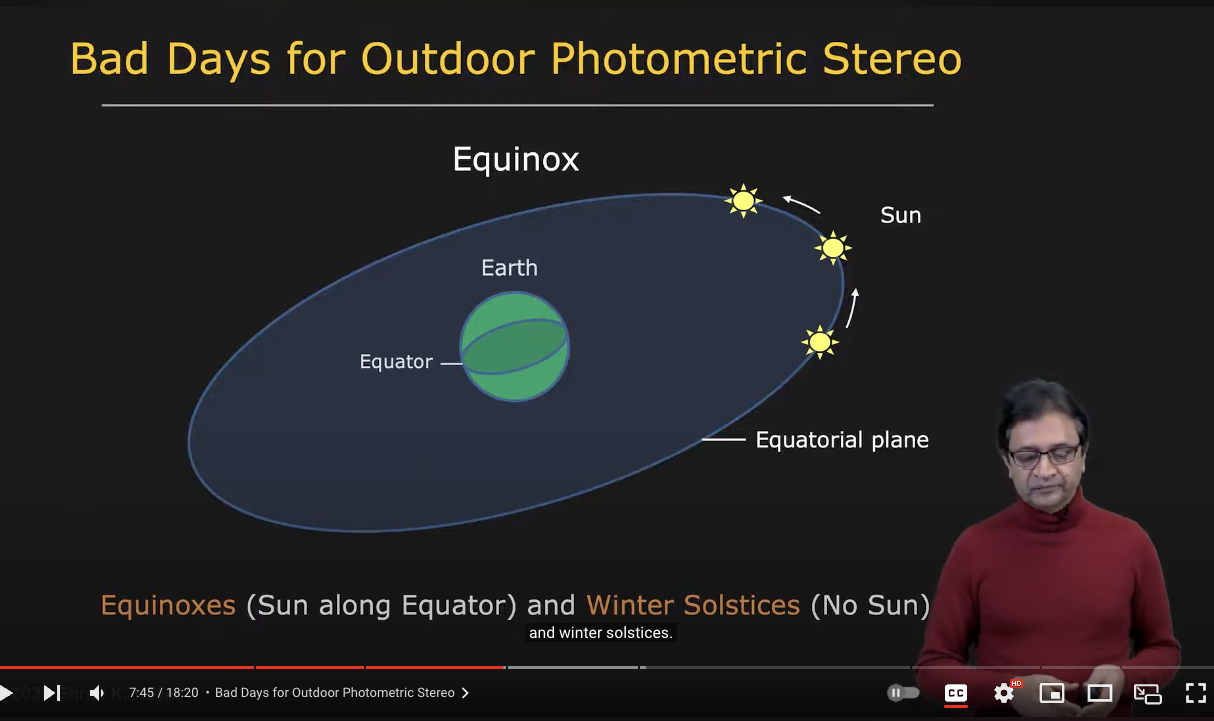 Bad Days for Outdoor Photometric Stereo
Equinox
Sun
Earth
Equator
Equatorial plane
Equinoxes (Sun along Equator) and Winter Solstices (No Sun)
and winter solstices.
7:45 / 18:20 • Bad Days for Outdoor Photometric Stereo
CC
HD